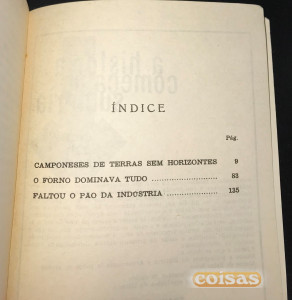 ÍNDICE
Pág.
CAMPONESES DE TERRAS SEM HORIZONTES 9
O FORNO DOMINAVA TUDO .......................... 83
FALTOU O PÃO DA INDÚSTRIA .................... 135
coisas